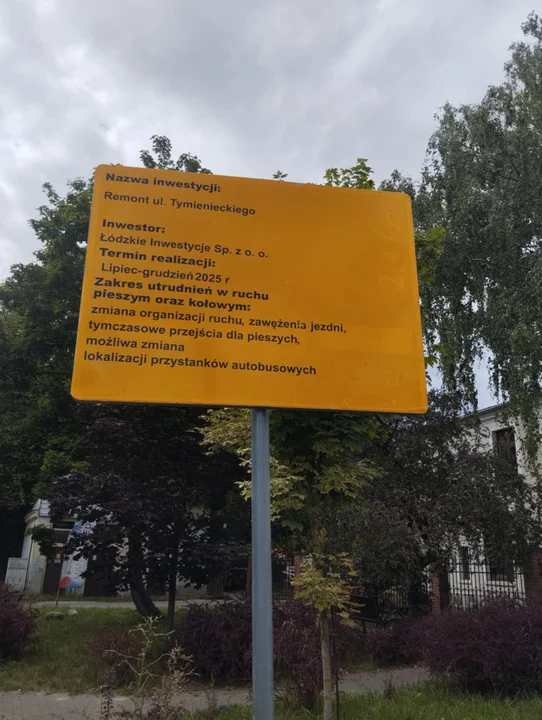 Nazwa inwestycji:
Remont ul. Tymienieckiego
Inwestor:
Łódzkie Inwestycje Sp. z o. o.
Termin realizacji:
Lipiec-grudzień 2025 r
Zakres utrudnień w ruchu
pieszym oraz kołowym:
zmiana organizacji ruchu, zawężenia jezdni,
tymczasowe przejścia dla pieszych,
możliwa zmiana
lokalizacji przystanków autobusowych